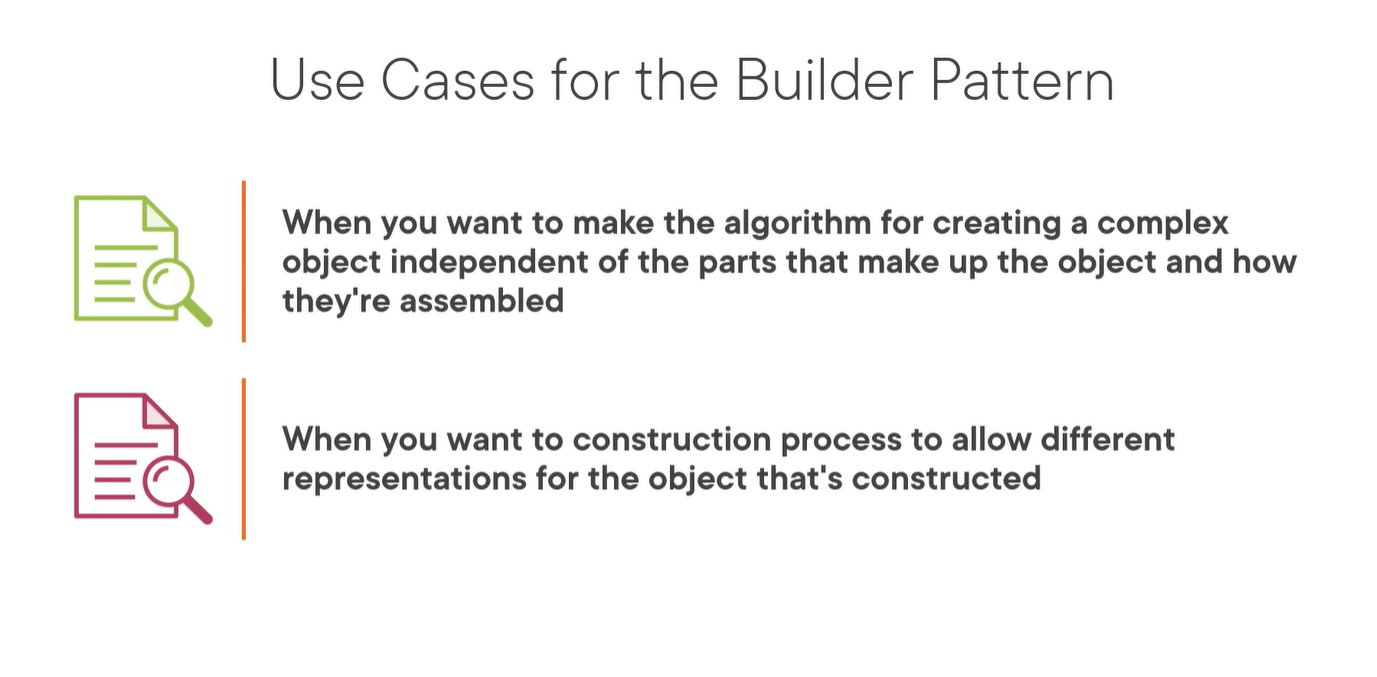 Use Cases for the Builder Pattern
When you want to make the algorithm for creating a complex
object independent of the parts that make up the object and how
they're assembled
When you want to construction process to allow different
representations for the object that's constructed